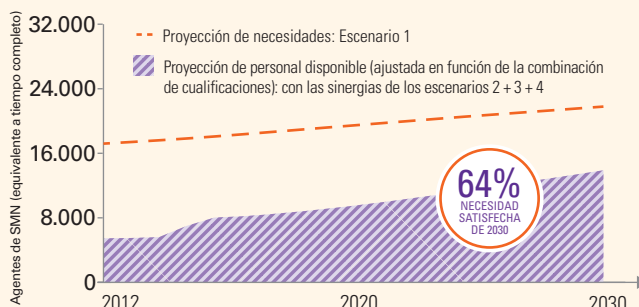 Agentes de SMN (equivalente a tiempo completo)
32.000
24.000
16.000
8.000
0
Proyección de necesidades: Escenario 1
Proyección de personal disponible (ajustada en función de la combinación
de cualificaciones): con las sinergias de los escenarios 2 + 3 + 4
64%
NECESIDAD
SATISFECHA
DE 2030
2012
2020
2030